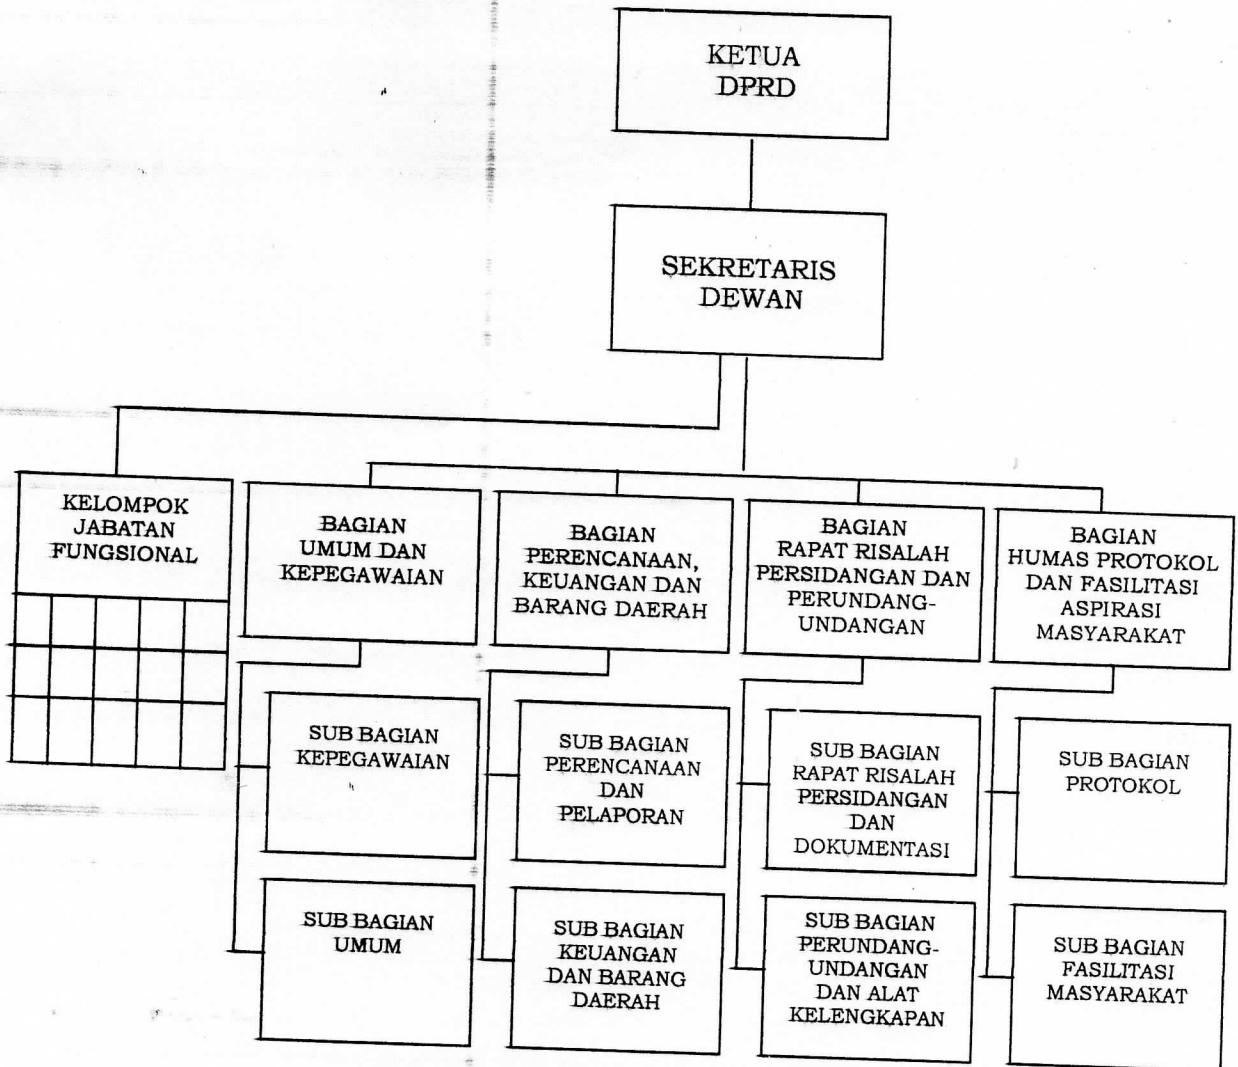 KETUA
DPRD
SEKRETARIS
DEWAN
KELOMPOK
JABATAN
FUNGSIONAL
BAGIAN
UMUM DAN
KEPEGAWAIAN
BAGIAN
PERENCANAAN,
KEUANGAN DAN
BARANG DAERAH
BAGIAN
RAPAT RISALAH
PERSIDANGAN DAN
PERUNDANG-
UNDANGAN
BAGIAN
HUMAS PROTOKOL
DAN FASILITASI
ASPIRASI
MASYARAKAT
SUB BAGIAN
KEPEGAWAIAN
SUB BAGIAN
PERENCANAAN
DAN
PELAPORAN
SUB BAGIAN
RAPAT RISALAH
PERSIDANGAN
DAN
DOKUMENTASI
SUB BAGIAN
PROTOKOL
SUB BAGIAN
UMUM
SUB BAGIAN
KEUANGAN
DAN BARANG
DAERAH
SUB BAGIAN
PERUNDANG-
UNDANGAN
DAN ALAT
KELENGKAPAN
SUB BAGIAN
FASILITASI
MASYARAKAT